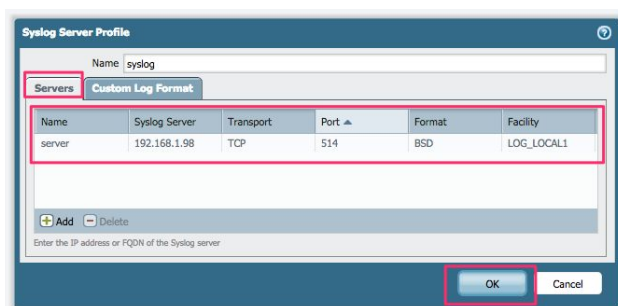 Syslog Server Profile
Name syslog
Servers Custom Log Format
Name Syslog Server Transport Port Format Facility
server 192.168.1.98 TCP 514 BSD LOG_LOCAL1
Add Delete
Enter the IP address or FQDN of the Syslog server
OK Cancel